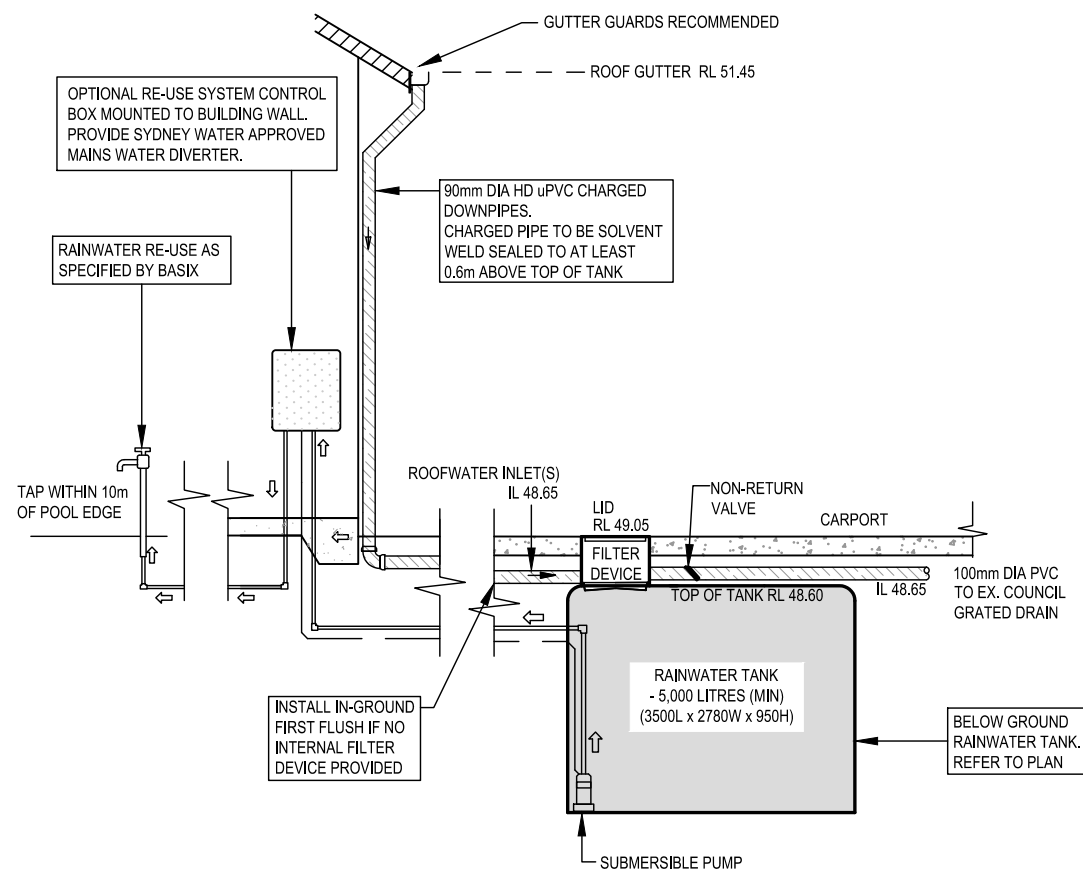 GUTTER GUARDS RECOMMENDED
ROOF GUTTER RL 51.45
OPTIONAL RE-USE SYSTEM CONTROL
BOX MOUNTED TO BUILDING WALL.
PROVIDE SYDNEY WATER APPROVED
MAINS WATER DIVERTER.
90mm DIA HD uPVC CHARGED
DOWNPIPES.
CHARGED PIPE TO BE SOLVENT
WELD SEALED TO AT LEAST
0.6m ABOVE TOP OF TANK
RAINWATER RE-USE AS
SPECIFIED BY BASIX
TAP WITHIN 10m
OF POOL EDGE
ROOFWATER INLET(S)
IL 48.65
LID
RL 49.05
FILTER
DEVICE
NON-RETURN
VALVE
CARPORT
TOP OF TANK RL 48.60
IL 48.65
100mm DIA PVC
TO EX. COUNCIL
GRATED DRAIN
RAINWATER TANK
- 5,000 LITRES (MIN)
(3500L x 2780W x 950H)
INSTALL IN-GROUND
FIRST FLUSH IF NO
INTERNAL FILTER
DEVICE PROVIDED
BELOW GROUND
RAINWATER TANK.
REFER TO PLAN
SUBMERSIBLE PUMP